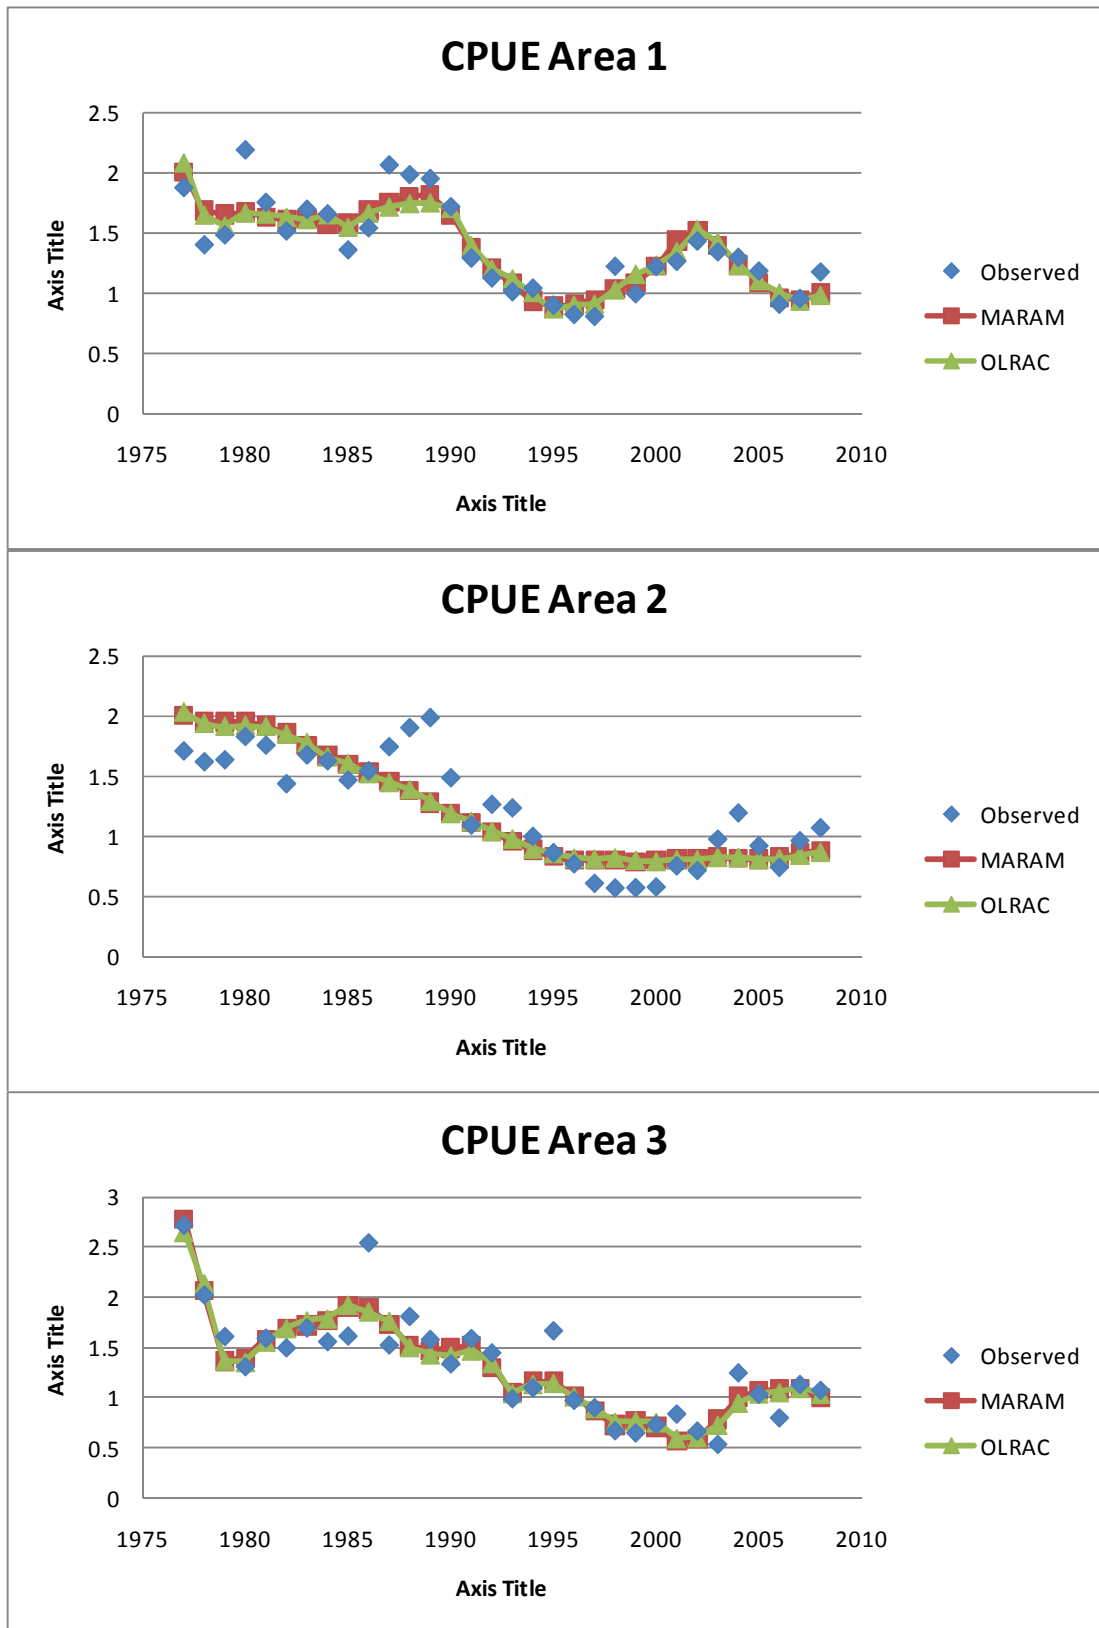 CPUE Area 1
2.5
2
1.5
1
0.5
0
Axis Title
1975 1980 1985 1990 1995 2000 2005 2010
Axis Title
Observed
MARAM
OLRAC
CPUE Area 2
2.5
2
1.5
1
0.5
0
Axis Title
1975 1980 1985 1990 1995 2000 2005 2010
Axis Title
Observed
MARAM
OLRAC
CPUE Area 3
3
2.5
2
1.5
1
0.5
0
Axis Title
1975 1980 1985 1990 1995 2000 2005 2010
Axis Title
Observed
MARAM
OLRAC